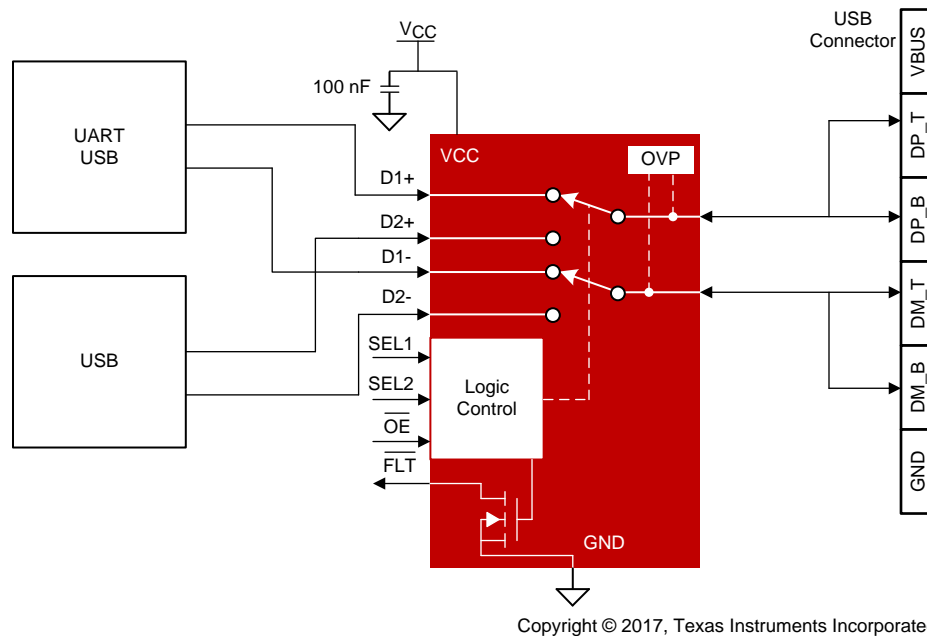 USB
Connector
VBUS
DP_T
DP_B
DM_T
DM_B
GND
VCC
100 nF
UART
USB
USB
VCC
OVP
D1+
D2+
D1-
D2-
SEL1
SEL2
OE
FLT
Logic
Control
GND
Copyright © 2017, Texas Instruments Incorporate